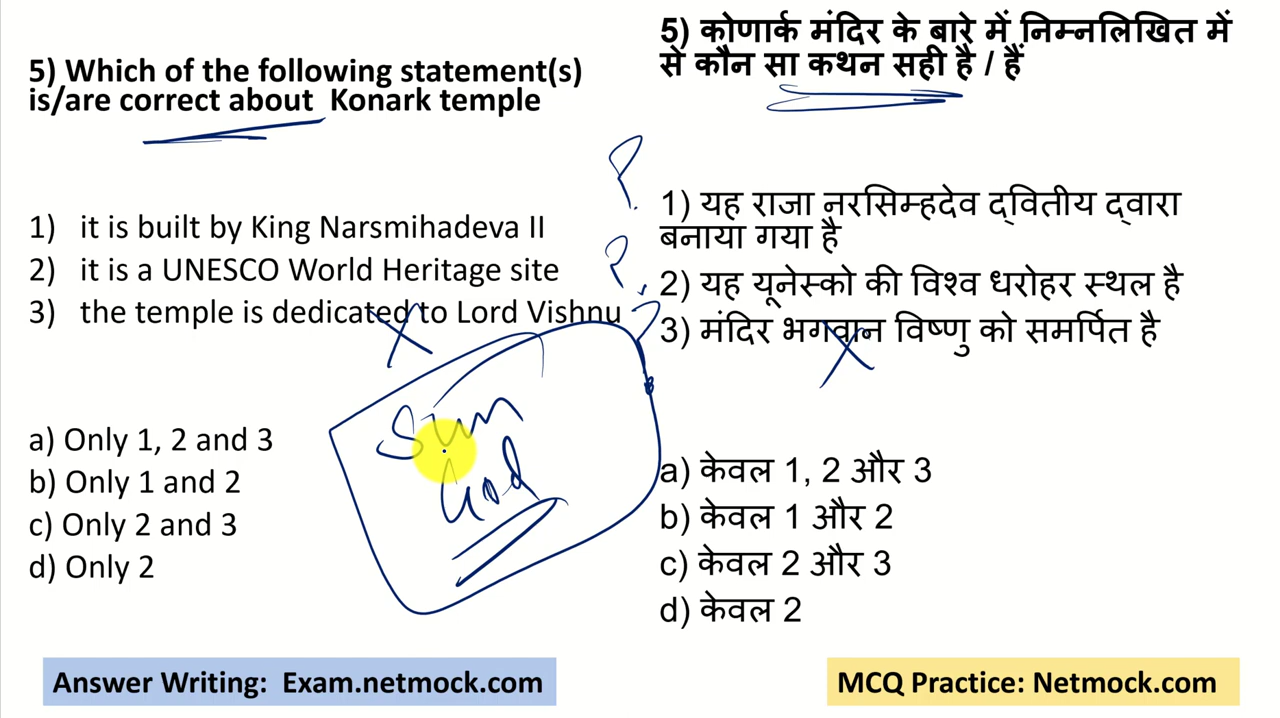 5) Which of the following statement(s)
is/are correct about Konark temple
1) it is built by King Narsmihadeva II
2) it is a UNESCO World Heritage site
3) the temple is dedicated to Lord Vishnu
a) Only 1, 2 and 3
b) Only 1 and 2
c) Only 2 and 3
d) Only 2
Sun
God
5) कोणार्क मंदिर के बारे में निम्नलिखित में
से कौन सा कथन सही है / हैं
?
1) यह राजा नरसिम्हदेव द्वितीय द्वारा
बनाया गया है
?
2) यह यूनेस्को की विश्व धरोहर स्थल है
?
3) मंदिर भगवान विष्णु को समर्पित है
a) केवल 1, 2 और 3
b) केवल 1 और 2
c) केवल 2 और 3
d) केवल 2
Answer Writing: Exam.netmock.com
MCQ Practice: Netmock.com